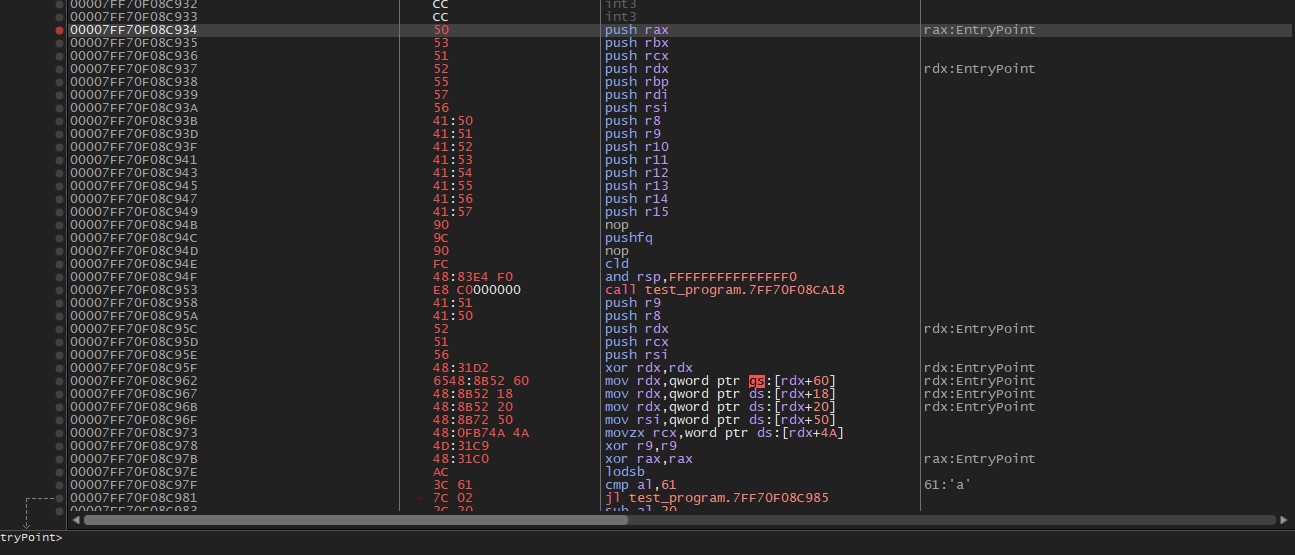 00007FF70F08C932 CC int3
00007FF70F08C933 CC int3
00007FF70F08C934 50 push rax rax:EntryPoint
00007FF70F08C935 53 push rbx
00007FF70F08C936 51 push rcx
00007FF70F08C937 52 push rdx rdx:EntryPoint
00007FF70F08C938 55 push rbp
00007FF70F08C939 57 push rdi
00007FF70F08C93A 56 push rsi
00007FF70F08C93B 41:50 push r8
00007FF70F08C93D 41:51 push r9
00007FF70F08C93F 41:52 push r10
00007FF70F08C941 41:53 push r11
00007FF70F08C943 41:54 push r12
00007FF70F08C945 41:55 push r13
00007FF70F08C947 41:56 push r14
00007FF70F08C949 41:57 push r15
00007FF70F08C94B 90 nop
00007FF70F08C94C 9C pushfq
00007FF70F08C94D 90 nop
00007FF70F08C94E FC cld
00007FF70F08C94F 48:83E4 F0 and rsp,FFFFFFFFFFFFFFF0
00007FF70F08C953 E8 C0000000 call test_program.7FF70F08CA18
00007FF70F08C958 41:51 push r9
00007FF70F08C95A 41:50 push r8
00007FF70F08C95C 52 push rdx rdx:EntryPoint
00007FF70F08C95D 51 push rcx
00007FF70F08C95E 56 push rsi
00007FF70F08C95F 48:31D2 xor rdx,rdx rdx:EntryPoint
00007FF70F08C962 6548:8B52 60 mov rdx,qword ptr gs:[rdx+60] rdx:EntryPoint
00007FF70F08C967 48:8B52 18 mov rdx,qword ptr ds:[rdx+18] rdx:EntryPoint
00007FF70F08C96B 48:8B52 20 mov rdx,qword ptr ds:[rdx+20] rdx:EntryPoint
00007FF70F08C96F 48:8B72 50 mov rsi,qword ptr ds:[rdx+50]
00007FF70F08C973 48:0FB74A 4A movzx rcx,word ptr ds:[rdx+4A]
00007FF70F08C978 4D:31C9 xor r9,r9
00007FF70F08C97B 48:31C0 xor rax,rax rax:EntryPoint
00007FF70F08C97E AC lodsb
00007FF70F08C97F 3C 61 cmp al,61 61:'a'
00007FF70F08C981 7C 02 jl test_program.7FF70F08C985
00007FF70F08C983 2C 20 sub al,20
tryPoint>